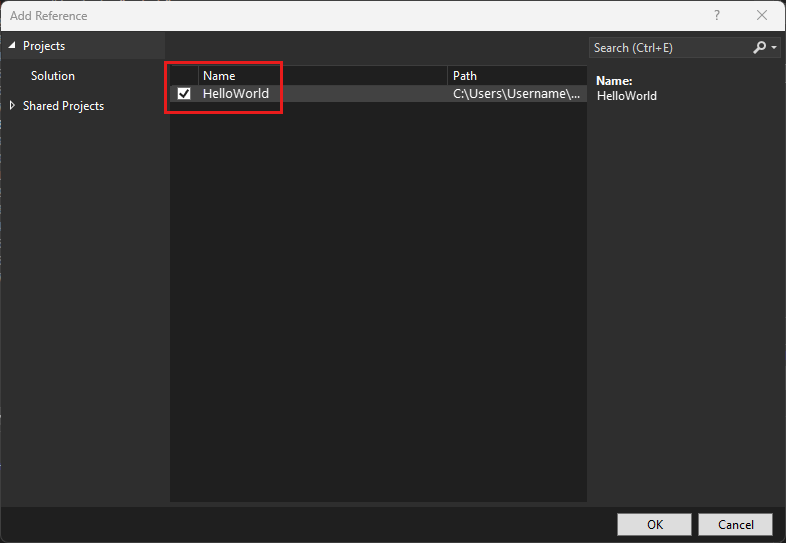 Add Reference
?
Projects
Solution
Shared Projects
Name Path
HelloWorld C:\Users\Username\...
Search (Ctrl+E)
Name:
HelloWorld
OK Cancel